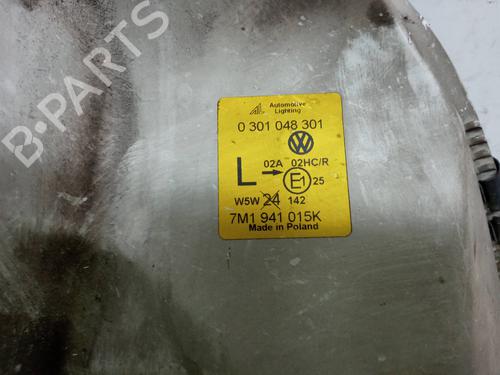 B-PARTS
Automotive
Lighting
0 301 048 301
L → 02A 02HC/R
E1 25
W5W 24 142
7M1 941 015K
Made in Poland